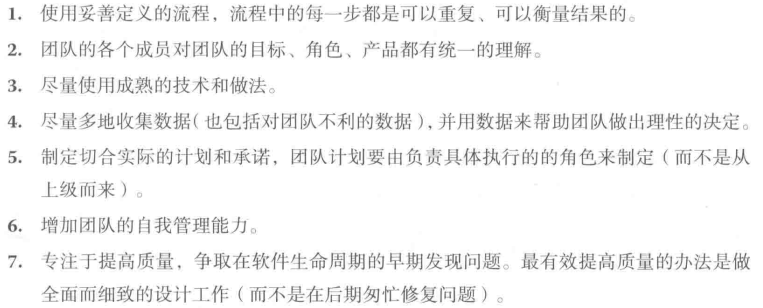 1. 使用妥善定义的流程，流程中的每一步都是可以重复、可以衡量结果的。
2. 团队的各个成员对团队的目标、角色、产品都有统一的理解。
3. 尽量使用成熟的技术和做法。
4. 尽量多地收集数据（也包括对团队不利的数据），并用数据来帮助团队做出理性的决定。
5. 制定切合实际的计划和承诺，团队计划要由负责具体执行的的角色来制定（而不是从
上级而来）。
6. 增加团队的自我管理能力。
7. 专注于提高质量，争取在软件生命周期的早期发现问题。最有效提高质量的办法是做
全面而细致的设计工作（而不是在后期匆忙修复问题）。